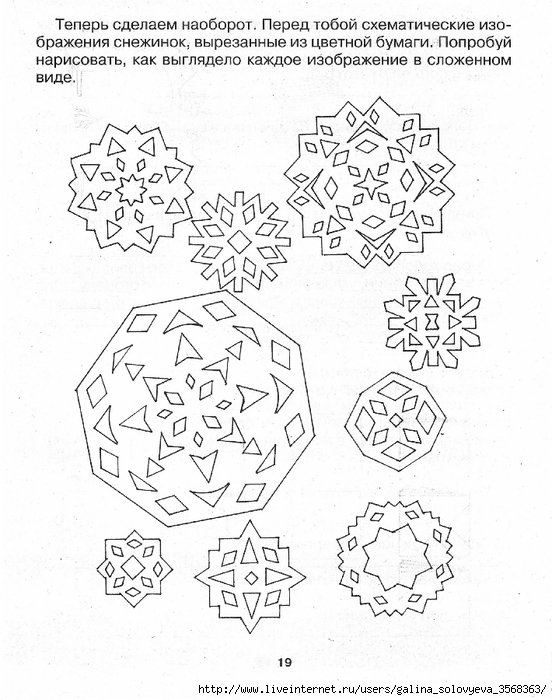 Теперь сделаем наоборот. Перед тобой схематические изо-
бражения снежинок, вырезанные из цветной бумаги. Попробуй
нарисовать, как выглядело каждое изображение в сложенном
виде.
19
http://www.liveinternet.ru/users/galina_solovyeva_3568363/